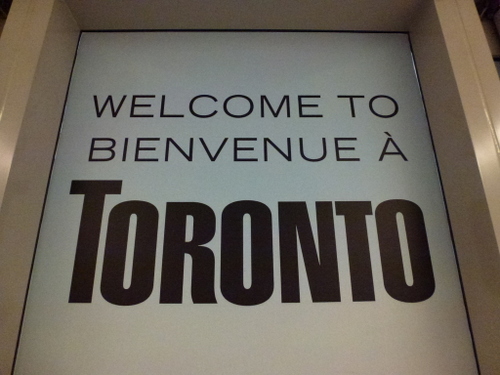 WELCOME TO
BIENVENUE À
TORONTO